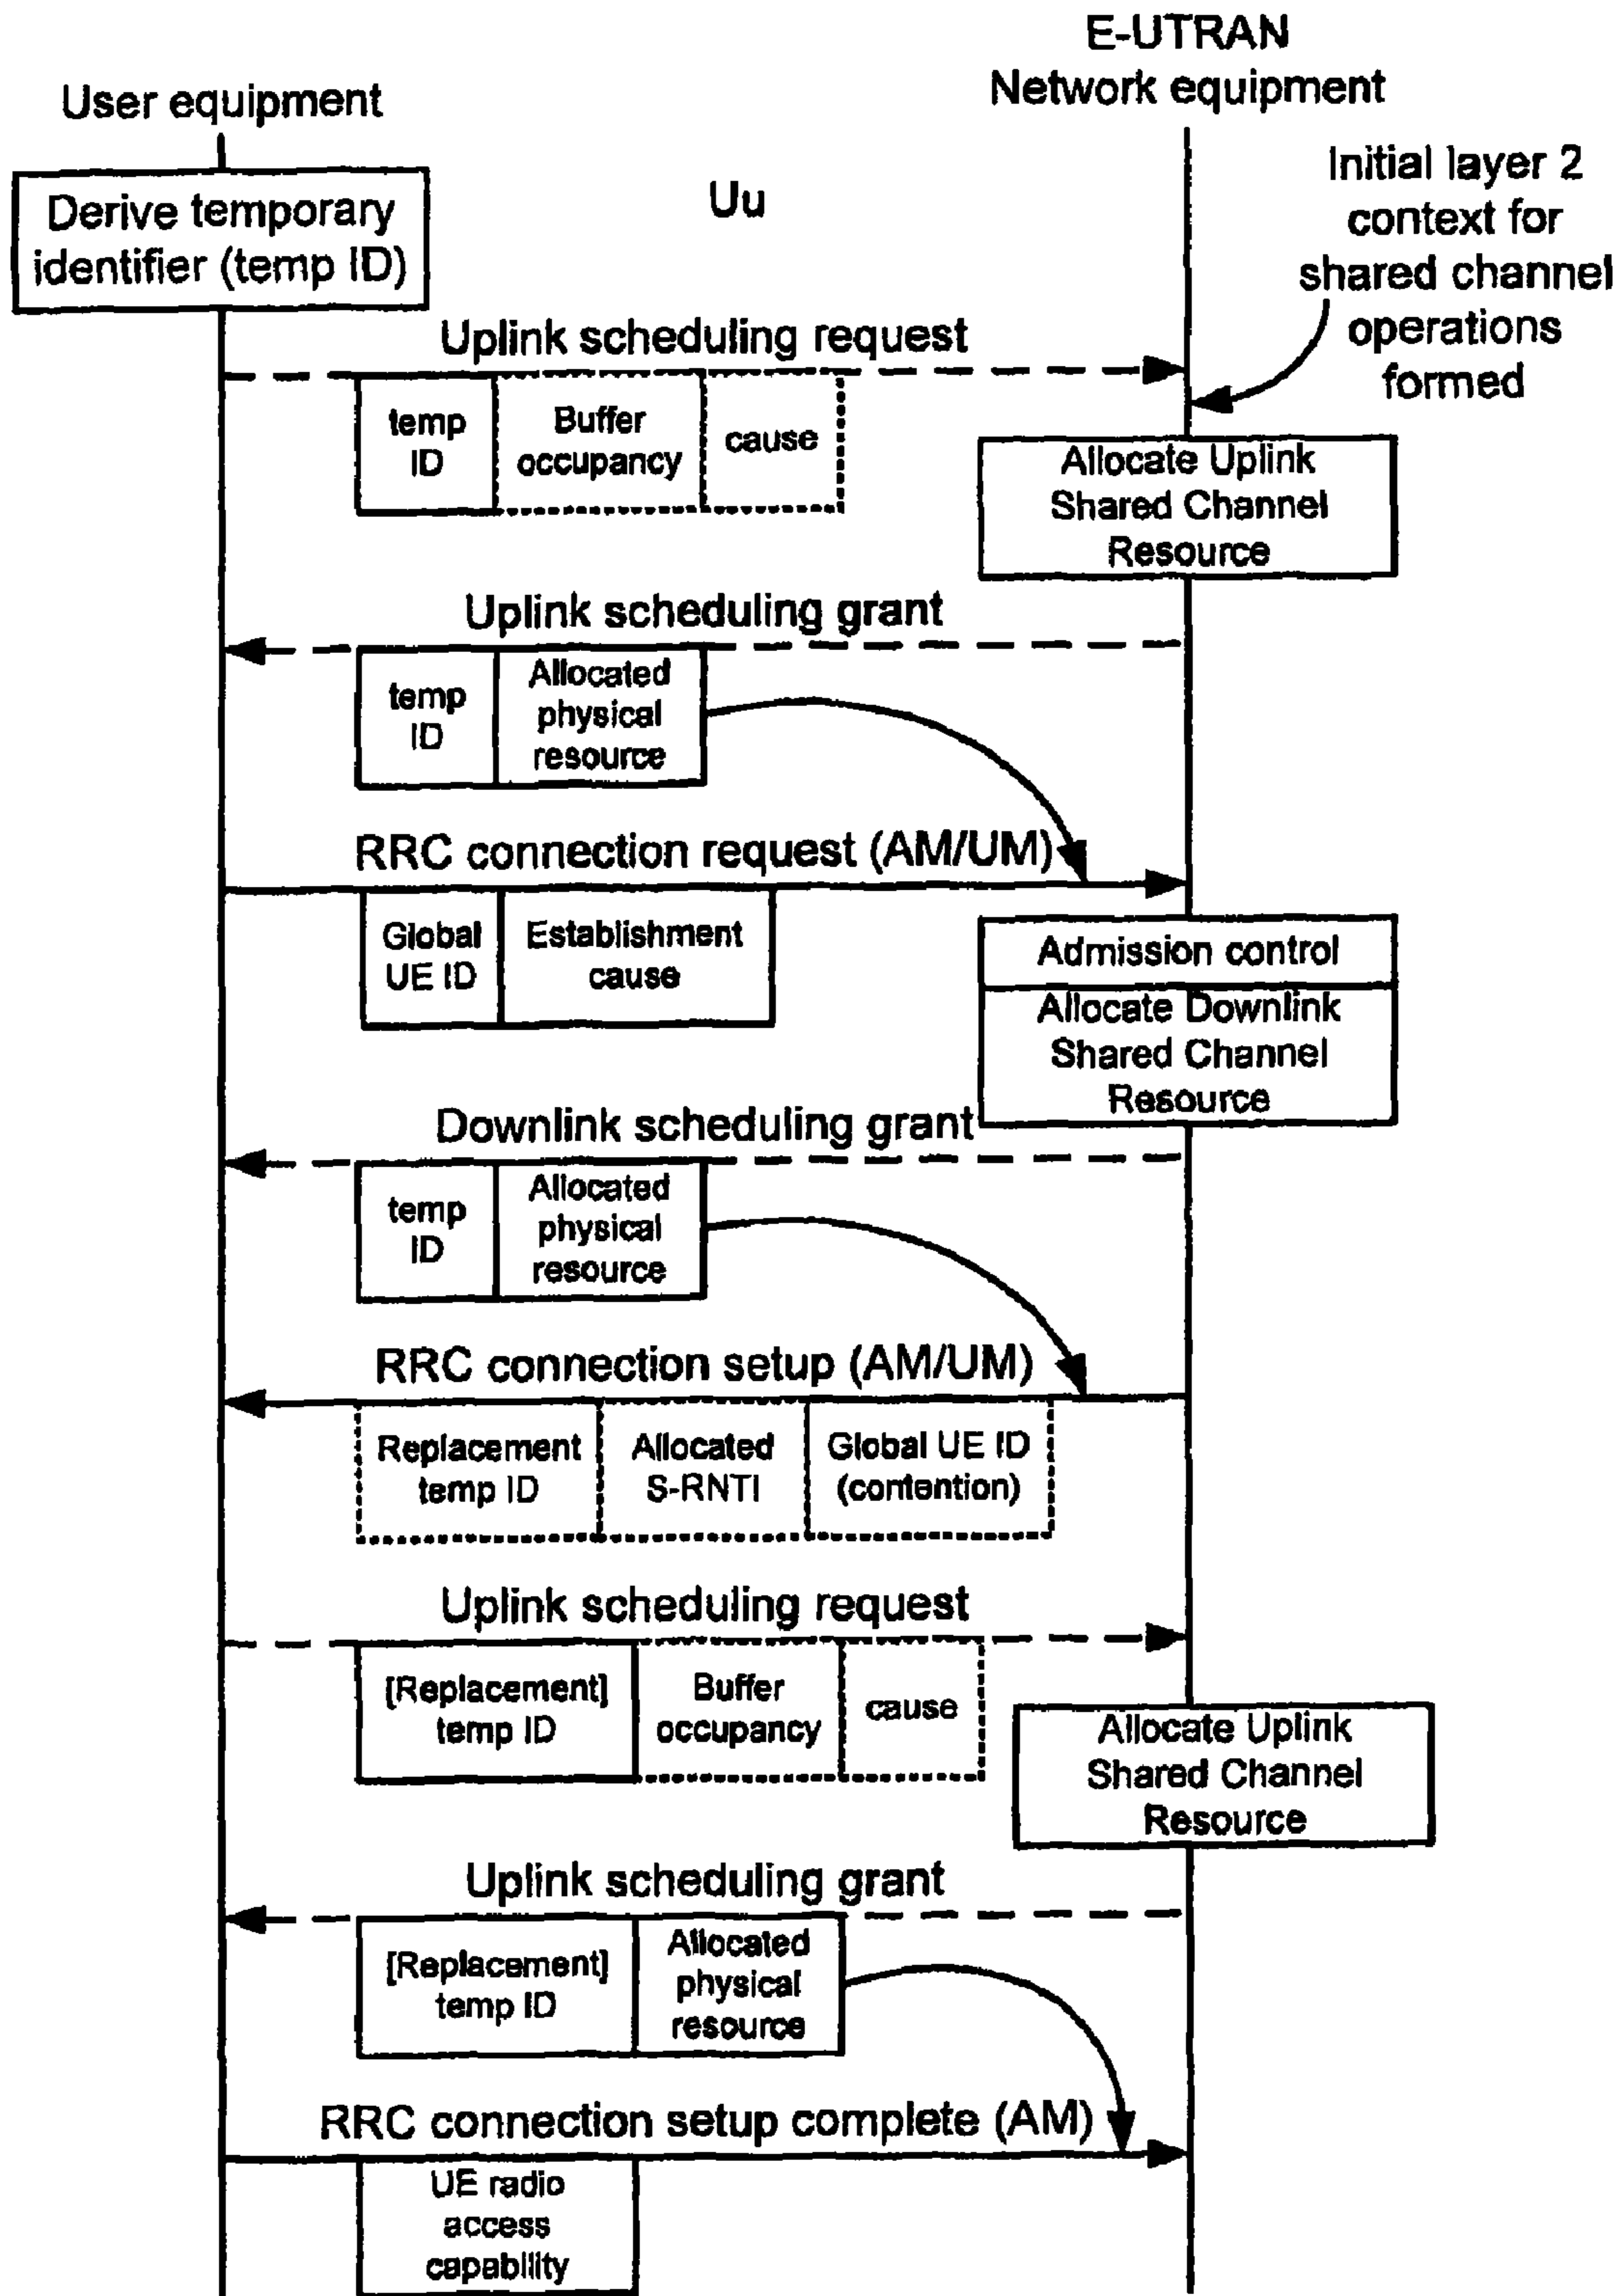 E-UTRAN
Network equipment
User equipment
Initial layer 2
context for
shared channel
operations
formed
Derive temporary
identifier (temp ID)
Uu
Uplink scheduling request
temp
ID
Buffer
occupancy
cause
Allocate Uplink
Shared Channel
Resource
Uplink scheduling grant
temp
ID
Allocated
physical
resource
RRC connection request (AM/UM)
Global
UE ID
Establishment
cause
Admission control
Allocate Downlink
Shared Channel
Resource
Downlink scheduling grant
temp
ID
Allocated
physical
resource
RRC connection setup (AM/UM)
Replacement
temp ID
Allocated
S-RNTI
Global UE ID
(contention)
Uplink scheduling request
[Replacement]
temp ID
Buffer
occupancy
cause
Allocate Uplink
Shared Channel
Resource
Uplink scheduling grant
[Replacement]
temp ID
Allocated
physical
resource
RRC connection setup complete (AM)
UE radio
access
capability